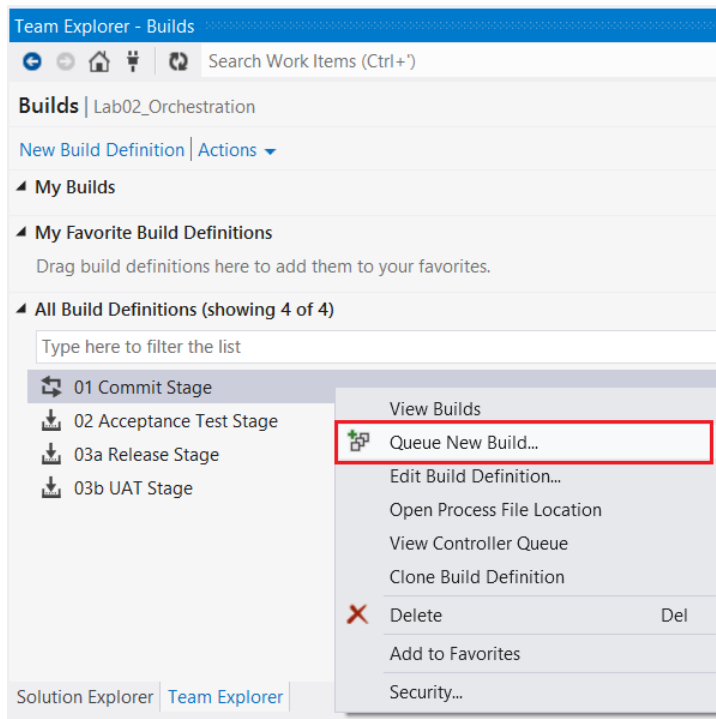 Team Explorer - Builds
Search Work Items (Ctrl+')
Builds | Lab02_Orchestration
New Build Definition | Actions
My Builds
My Favorite Build Definitions
Drag build definitions here to add them to your favorites.
All Build Definitions (showing 4 of 4)
Type here to filter the list
01 Commit Stage
02 Acceptance Test Stage
03a Release Stage
03b UAT Stage
View Builds
Queue New Build...
Edit Build Definition...
Open Process File Location
View Controller Queue
Clone Build Definition
Delete Del
Add to Favorites
Security...
Solution Explorer Team Explorer